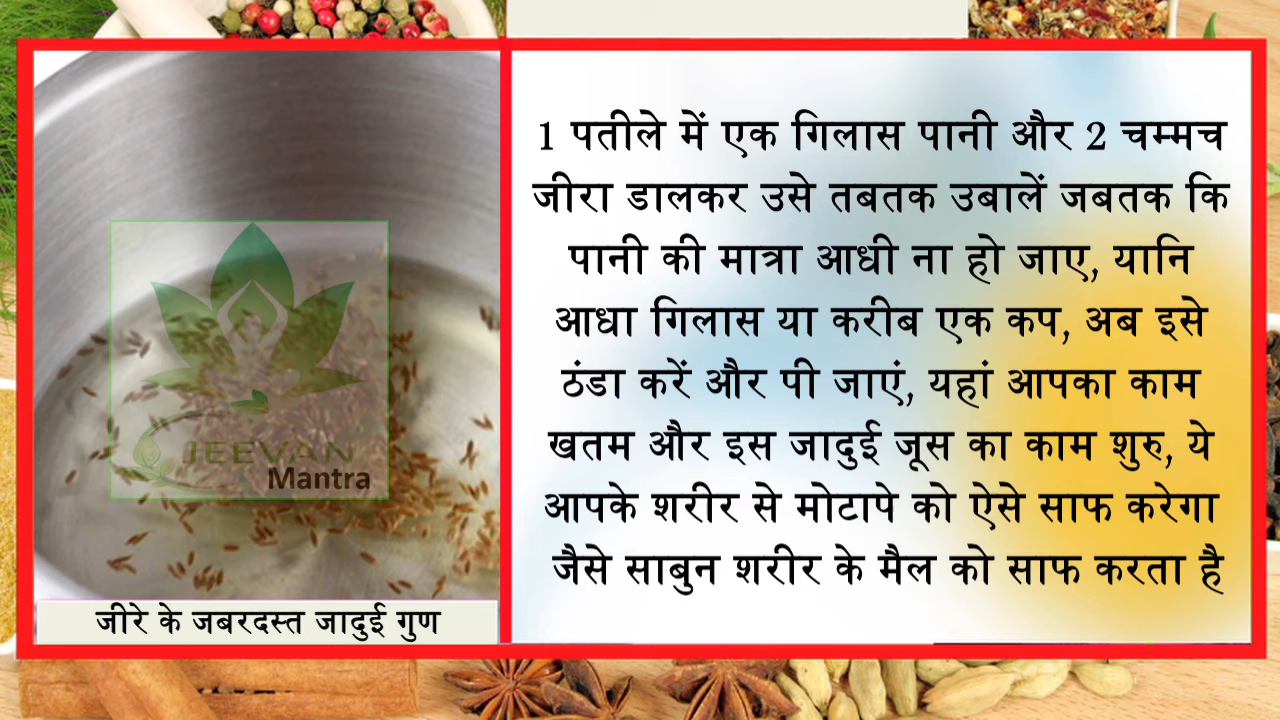 1 पतीले में एक गिलास पानी और 2 चम्मच
जीरा डालकर उसे तबतक उबालें जबतक कि
पानी की मात्रा आधी ना हो जाए, यानि
आधा गिलास या करीब एक कप, अब इसे
ठंडा करें और पी जाएं, यहां आपका काम
खतम और इस जादुई जूस का काम शुरु, ये
आपके शरीर से मोटापे को ऐसे साफ करेगा
जैसे साबुन शरीर के मैल को साफ करता है
JEEVAN
Mantra
जीरे के जबरदस्त जादुई गुण